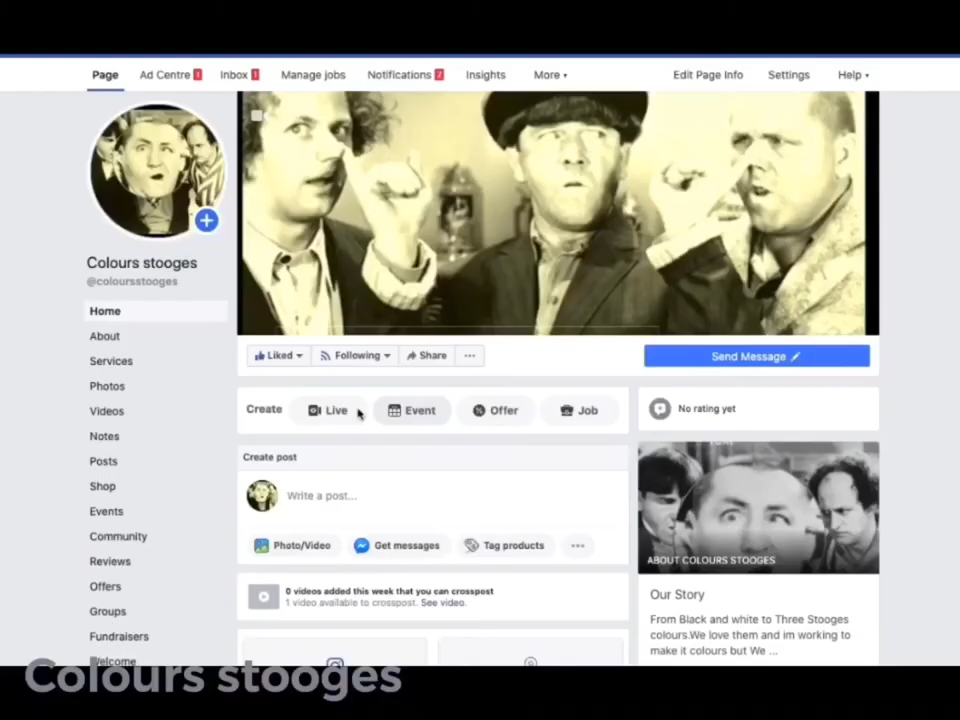 Page Ad Centre 1 Inbox 1 Manage jobs Notifications 2 Insights More Edit Page Info Settings Help
Colours stooges
@coloursstooges
Home
About
Services
Photos
Videos
Notes
Posts
Shop
Events
Community
Reviews
Offers
Groups
Fundraisers
Welcome
Liked Following Share ... Send Message
Create Live Event Offer Job
No rating yet
Create post
Write a post...
Photo/Video Get messages Tag products ...
0 videos added this week that you can crosspost
1 video available to crosspost. See video.
ABOUT COLOURS STOOGES
Our Story
From Black and white to Three Stooges
colours.We love them and im working to
make it colours but We ...
Colours stooges